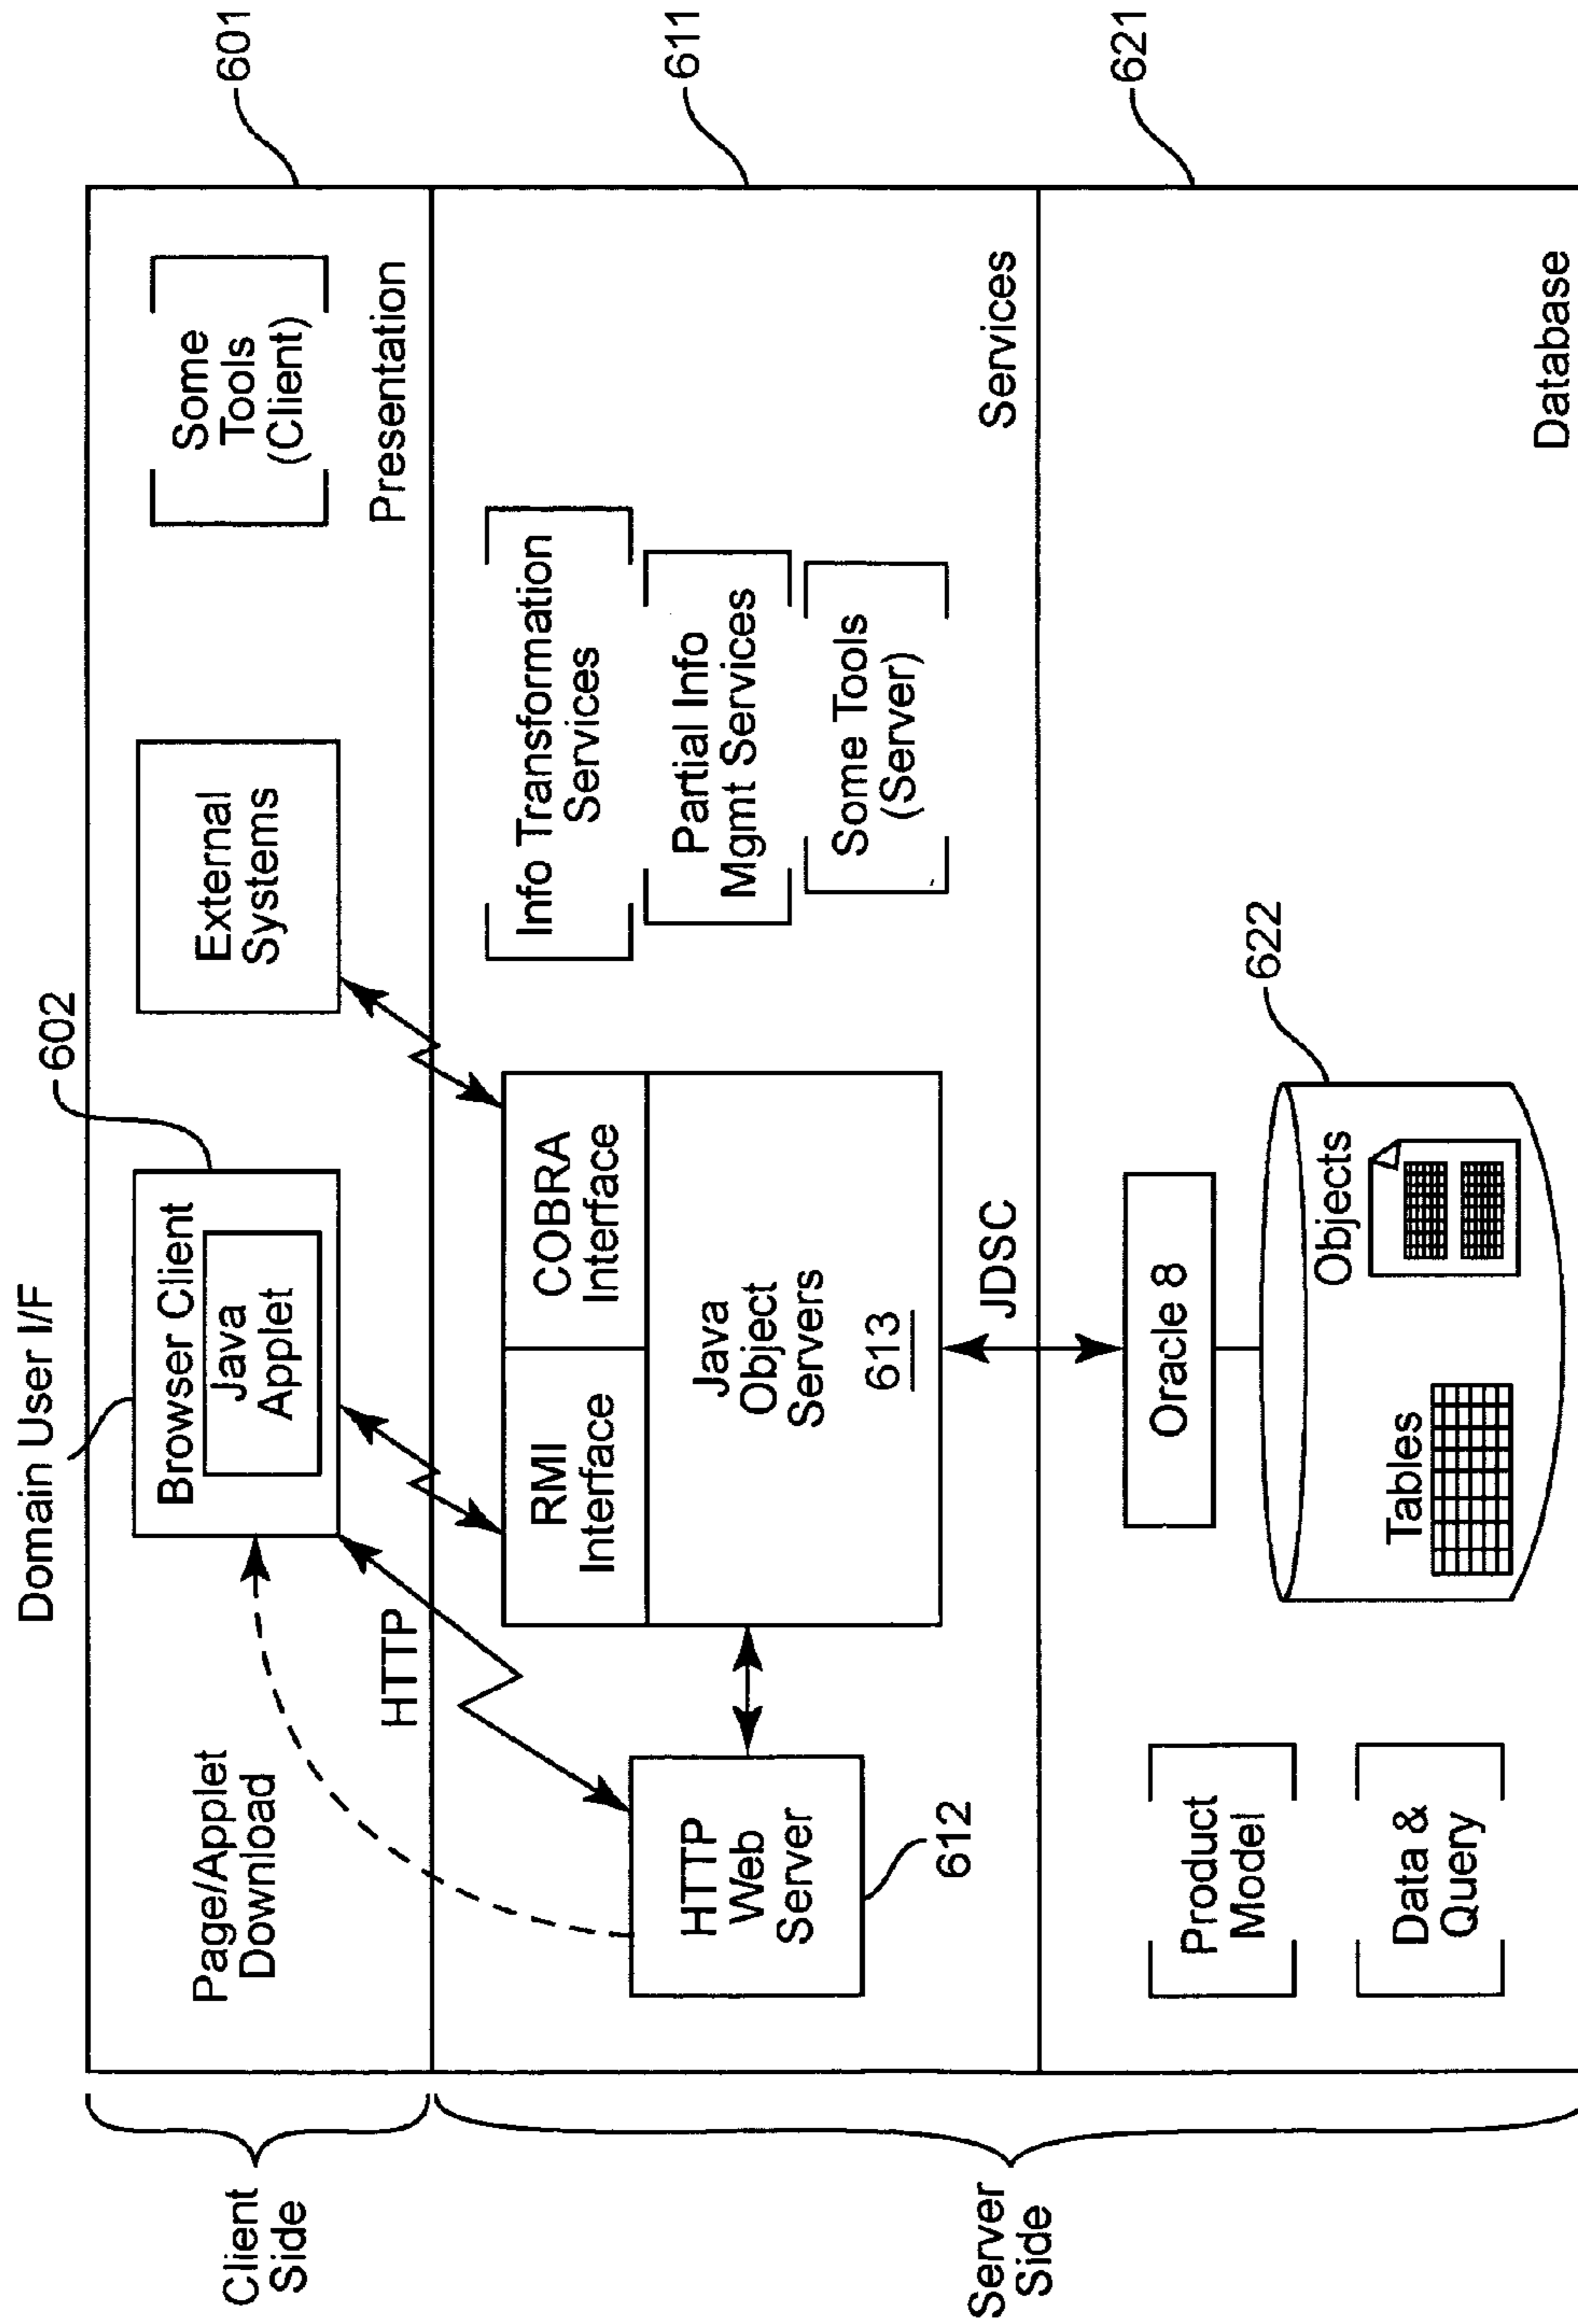 Domain User I/F
602
601
Client
Side
Page/Applet
Download
Browser Client
Java
Applet
External
Systems
Some
Tools
(Client)
Presentation
HTTP
611
Server
Side
HTTP
Web
Server
612
RMI
Interface
COBRA
Interface
Java
Object
Servers
613
Info Transformation
Services
Partial Info
Mgmt Services
Some Tools
(Server)
Services
JDSC
621
Product
Model
Data &
Query
Oracle 8
622
Tables
Objects
Database